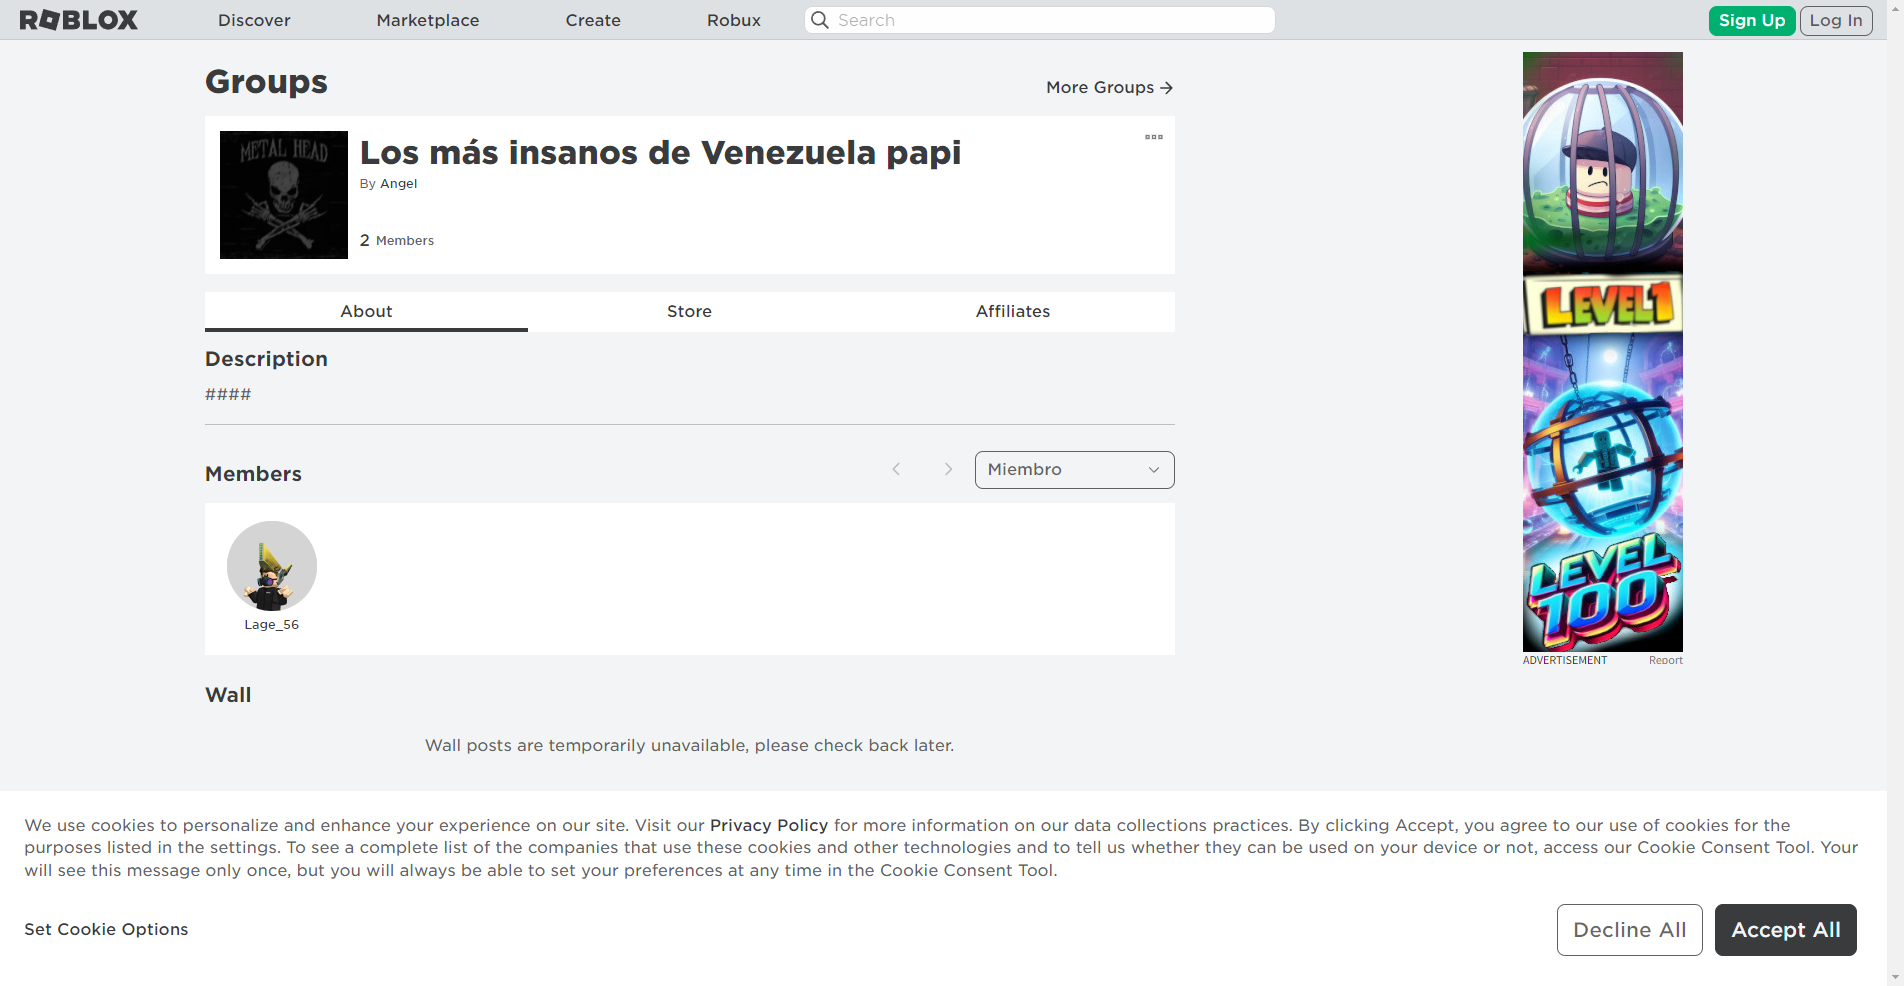 ROBLOX Discover Marketplace Create Robux Search Sign Up Log In
Groups
More Groups
METAL HEAD
Los más insanos de Venezuela papi
By Angel
2 Members
About Store Affiliates
Description
####
Members
Miembro
Lage_56
Wall
Wall posts are temporarily unavailable, please check back later.
LEVEL 1
LEVEL
100
ADVERTISEMENT Report
We use cookies to personalize and enhance your experience on our site. Visit our Privacy Policy for more information on our data collections practices. By clicking Accept, you agree to our use of cookies for the
purposes listed in the settings. To see a complete list of the companies that use these cookies and other technologies and to tell us whether they can be used on your device or not, access our Cookie Consent Tool. Your
will see this message only once, but you will always be able to set your preferences at any time in the Cookie Consent Tool.
Set Cookie Options
Decline All
Accept All